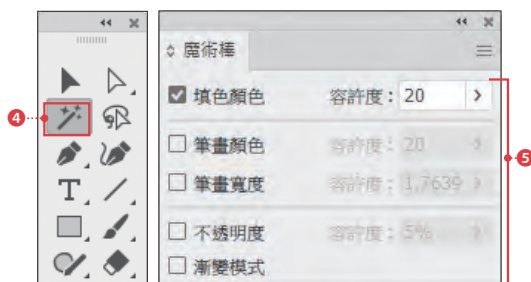 魔術棒
填色顏色 容許度：20
筆畫顏色 容許度：20
筆畫寬度 容許度：1.7639
不透明度 容許度：5%
漸變模式
4
5